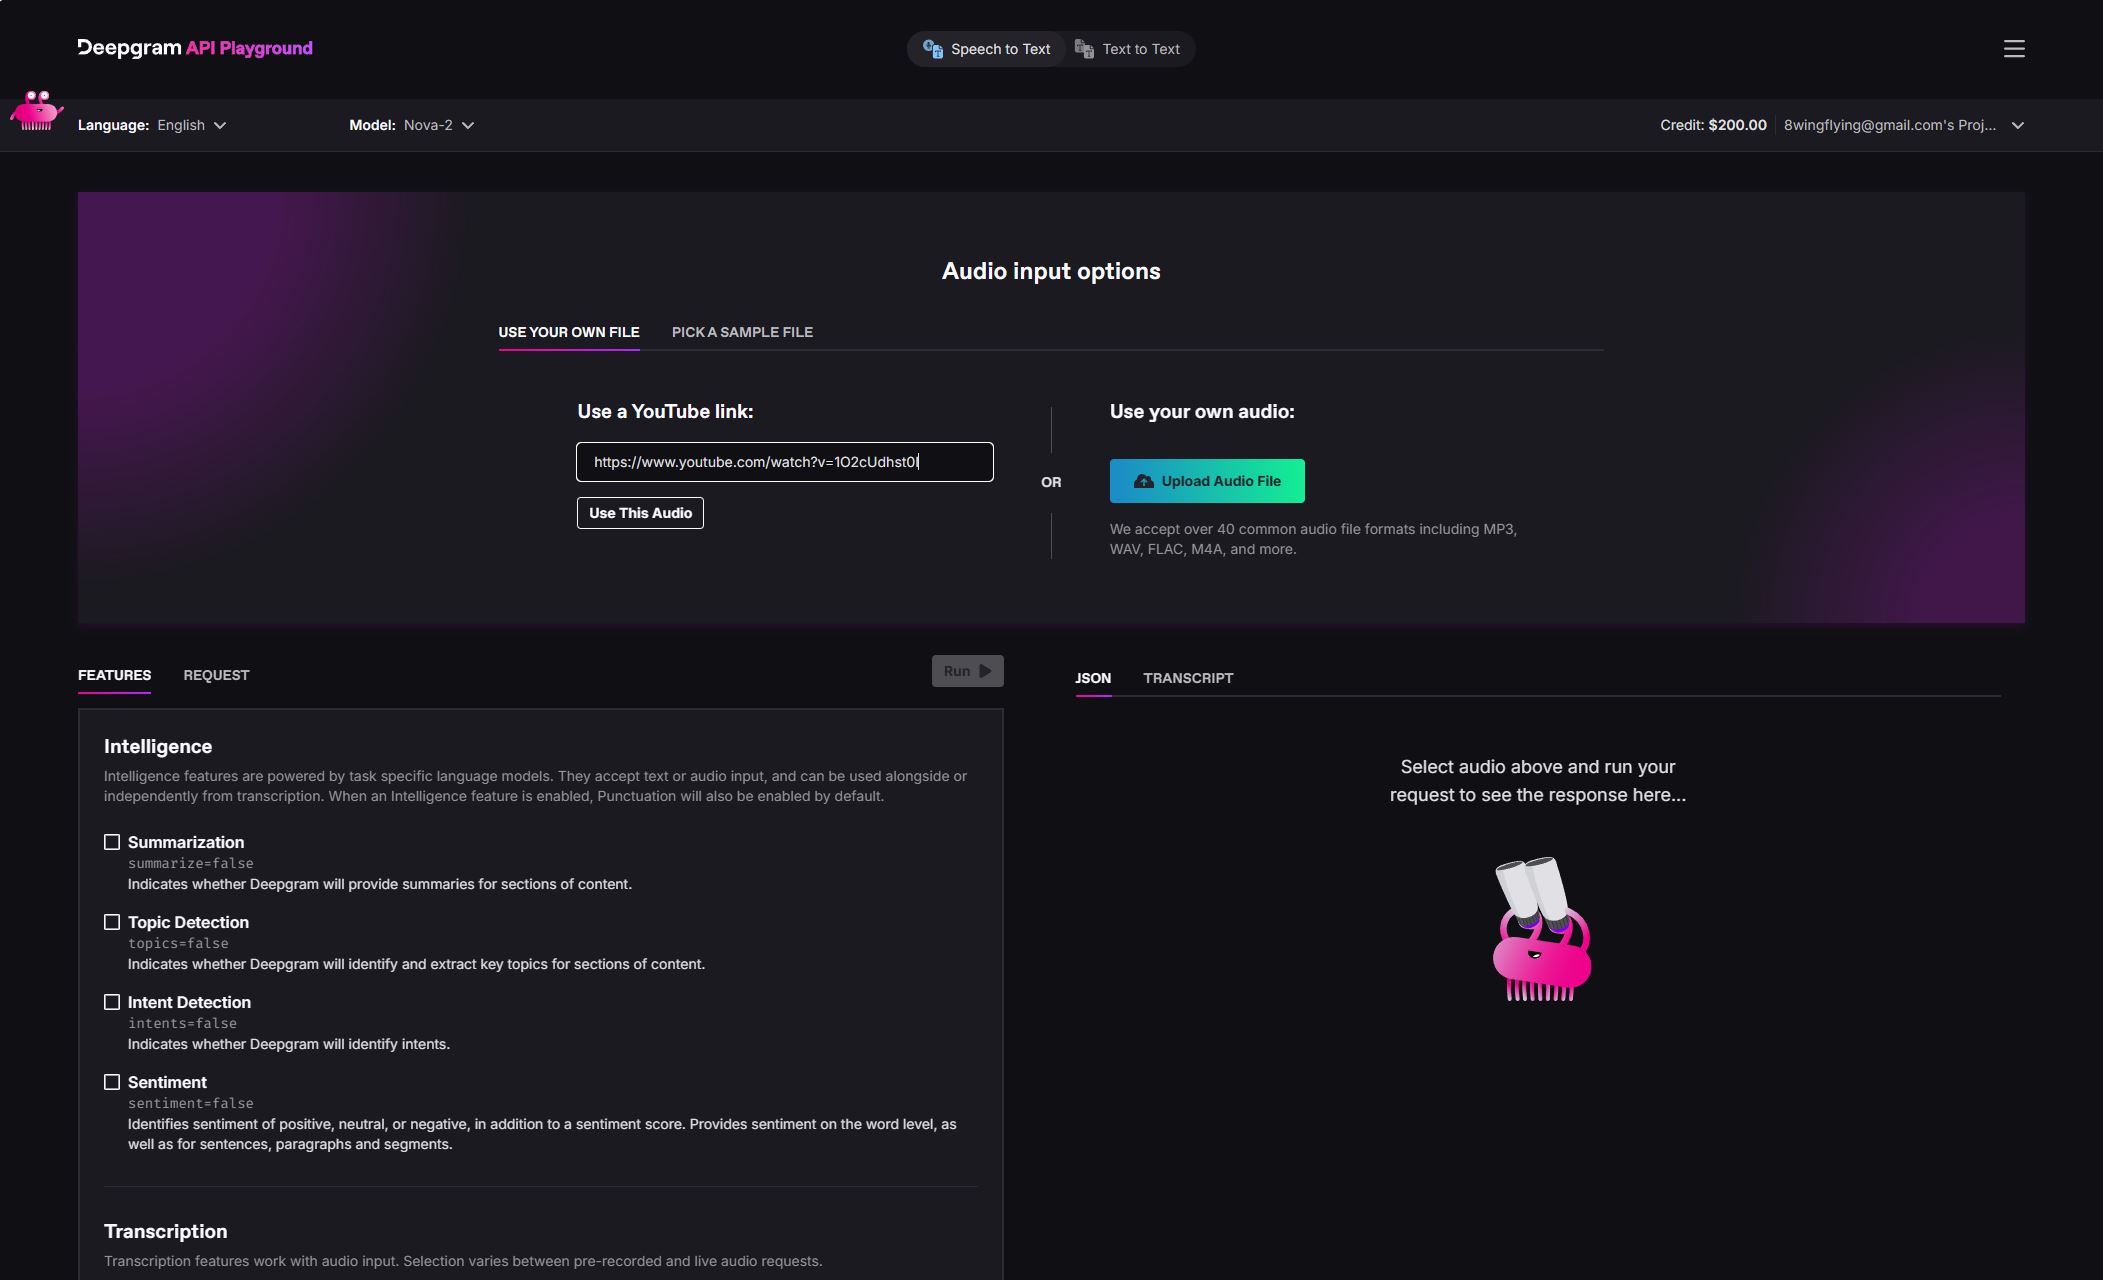 Deepgram API Playground
Speech to Text
Text to Text
Language: English
Model: Nova-2
Credit: $200.00
8wingflying@gmail.com's Proj...
Audio input options
USE YOUR OWN FILE
PICK A SAMPLE FILE
Use a YouTube link:
https://www.youtube.com/watch?v=1O2cUdhst0I
Use This Audio
OR
Use your own audio:
Upload Audio File
We accept over 40 common audio file formats including MP3,
WAV, FLAC, M4A, and more.
FEATURES
REQUEST
Run
Intelligence
Intelligence features are powered by task specific language models. They accept text or audio input, and can be used alongside or
independently from transcription. When an Intelligence feature is enabled, Punctuation will also be enabled by default.
Summarization
summarize=false
Indicates whether Deepgram will provide summaries for sections of content.
Topic Detection
topics=false
Indicates whether Deepgram will identify and extract key topics for sections of content.
Intent Detection
intents=false
Indicates whether Deepgram will identify intents.
Sentiment
sentiment=false
Identifies sentiment of positive, neutral, or negative, in addition to a sentiment score. Provides sentiment on the word level, as
well as for sentences, paragraphs and segments.
Transcription
Transcription features work with audio input. Selection varies between pre-recorded and live audio requests.
JSON
TRANSCRIPT
Select audio above and run your
request to see the response here...